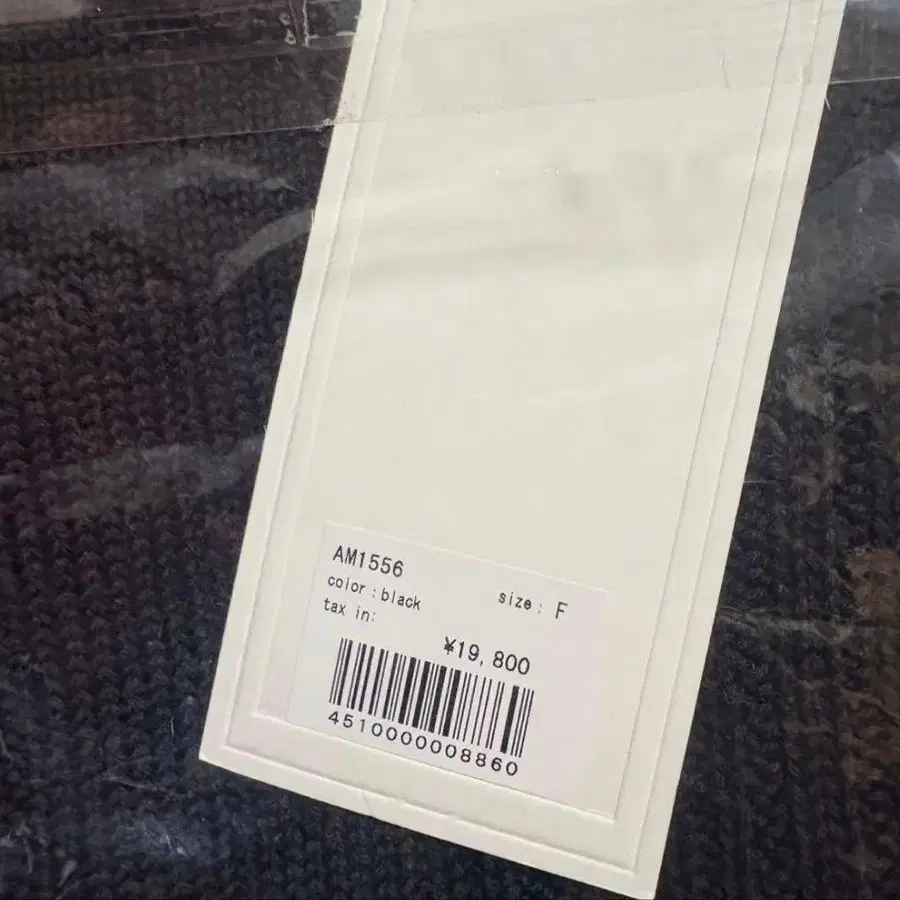 AM1556
color : black size : F
tax in:
¥19,800
4510000008860